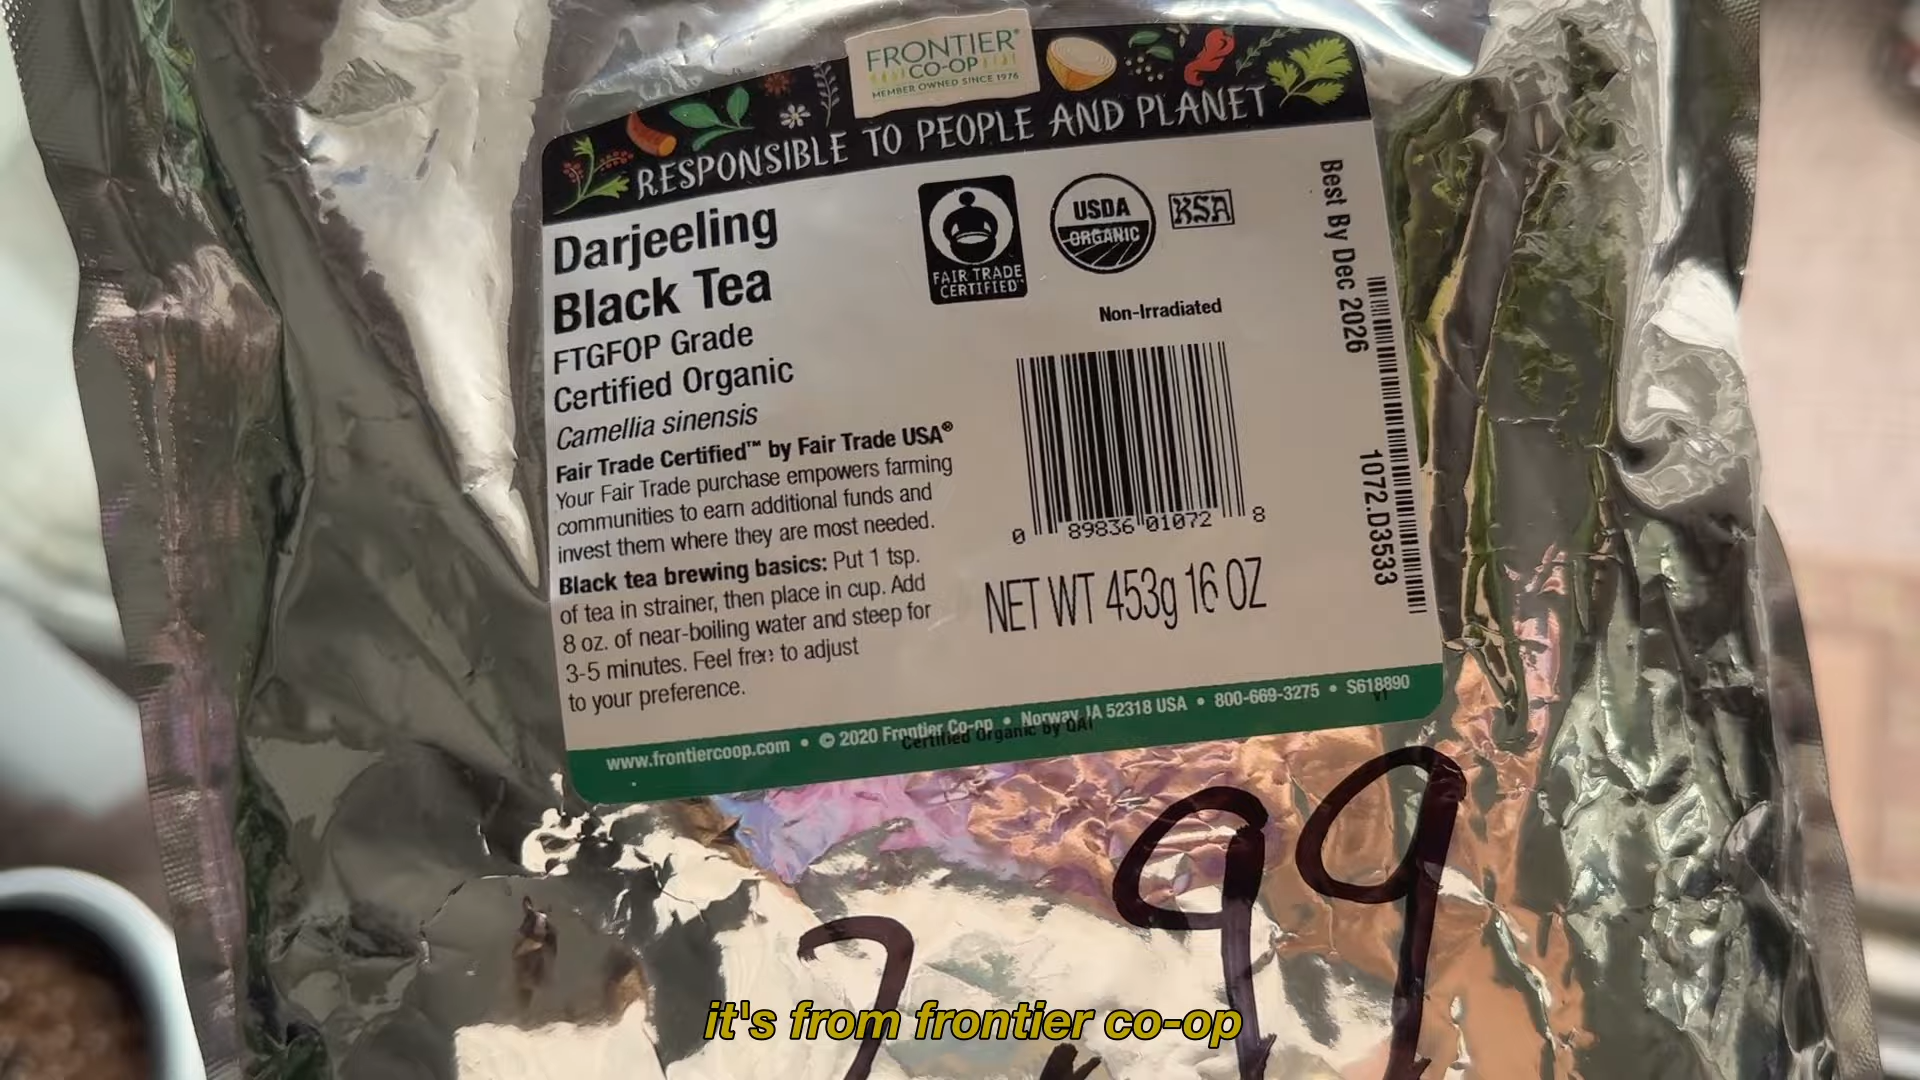 FRONTIER®
CO-OP
MEMBER OWNED SINCE 1976
RESPONSIBLE TO PEOPLE AND PLANET
Darjeeling
Black Tea
FTGFOP Grade
Certified Organic
Camellia sinensis
Fair Trade Certified™ by Fair Trade USA®
Your Fair Trade purchase empowers farming
communities to earn additional funds and
invest them where they are most needed.
Black tea brewing basics: Put 1 tsp.
of tea in strainer, then place in cup. Add
8 oz. of near-boiling water and steep for
3-5 minutes. Feel free to adjust
to your preference.
FAIR TRADE
CERTIFIED™
USDA
ORGANIC
KSA
Non-Irradiated
0 89836 01072 8
NET WT 453g 16 OZ
Best By Dec 2026
1072.D3533
www.frontiercoop.com • © 2020 Frontier Co-op • Norway, IA 52318 USA • 800-669-3275 • S618890
Certified Organic by QAI
V1
99
it's from frontier co-op